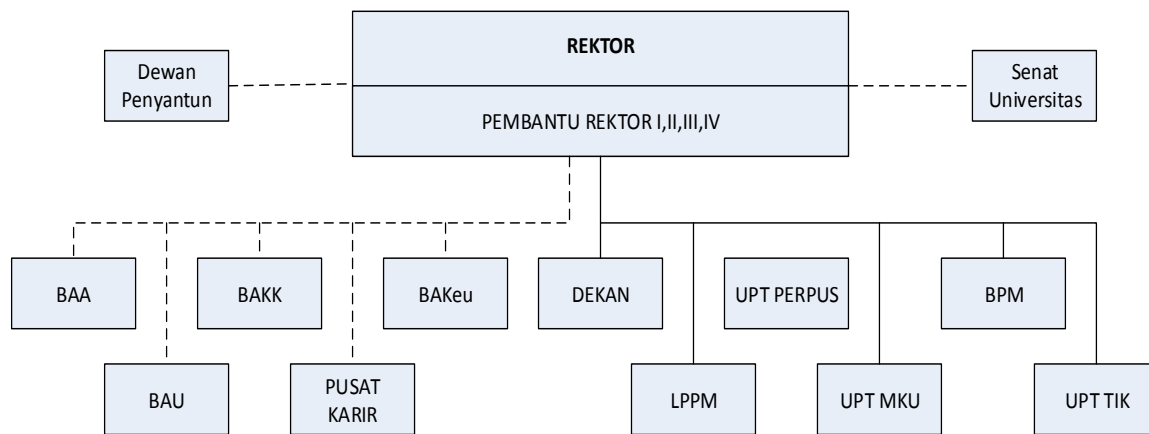 REKTOR
Dewan
Penyantun
Senat
Universitas
PEMBANTU REKTOR I,II,III,IV
BAA
BAKK
BAKeu
DEKAN
UPT PERPUS
BPM
BAU
PUSAT
KARIR
LPPM
UPT MKU
UPT TIK